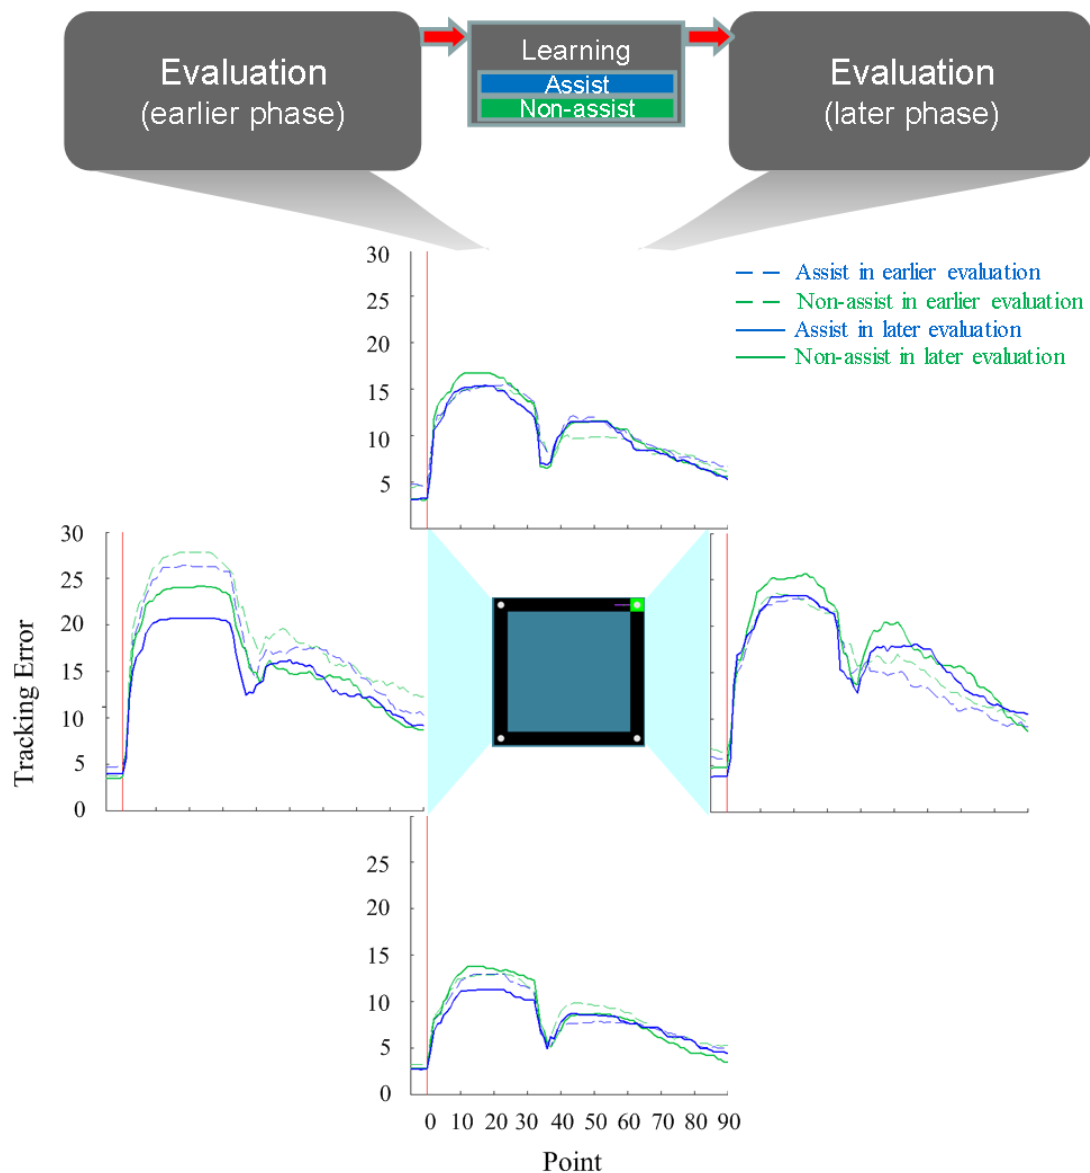 Evaluation
(earlier phase)
Learning
Assist
Non-assist
Evaluation
(later phase)
30
25
20
15
10
5
Assist in earlier evaluation
Non-assist in earlier evaluation
Assist in later evaluation
Non-assist in later evaluation
30
25
20
15
10
5
0
Tracking Error
25
20
15
10
5
0
0 10 20 30 40 50 60 70 80 90
Point